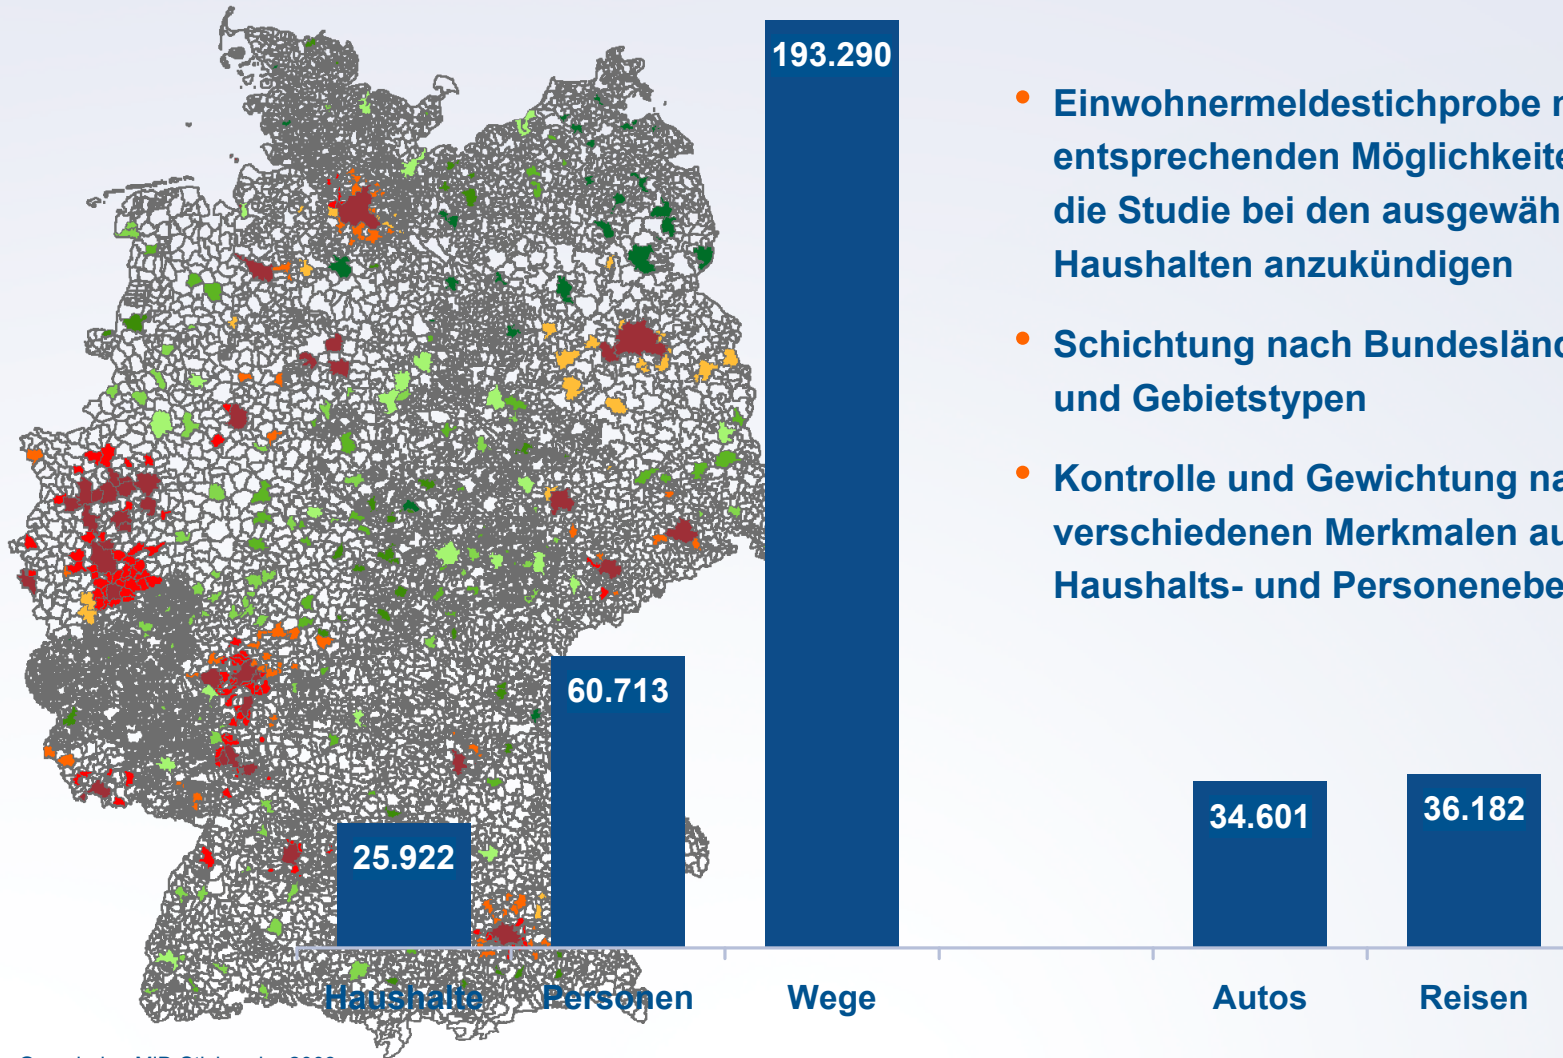 193.290
• Einwohnermeldestichprobe
entsprechenden
die Studie bei den
Haushalten anzukündigen
• Schichtung nach
und Gebietstypen
• Kontrolle und Gewichtung
verschiedenen Merkmalen
Haushalts- und
60.713
25.922
34.601
36.182
Haushalte
Personen
Wege
Autos
Reisen